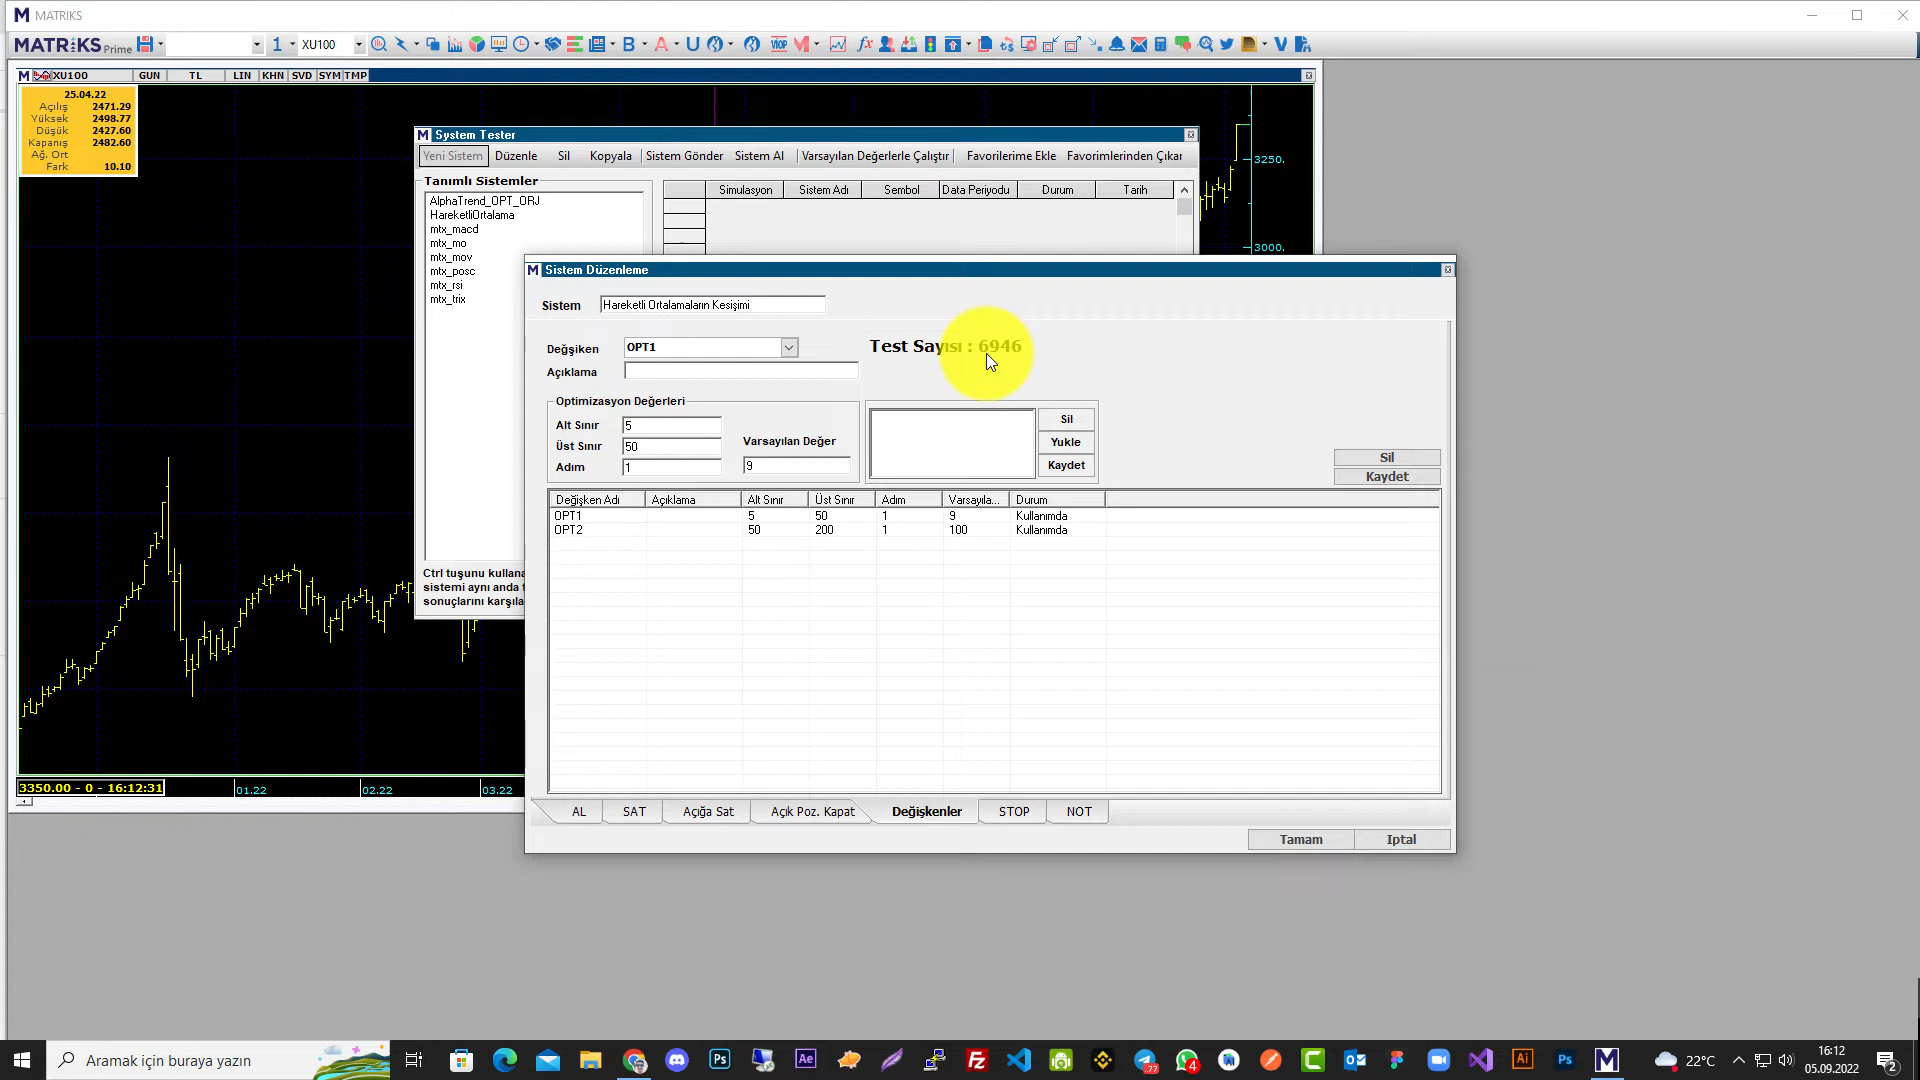 MATRIKS
MATRIKS Prime 1 XU100
XU100 GUN TL LIN KHN SVD SYM TMP
25.04.22
Açılış 2471.29
Yüksek 2498.77
Düşük 2427.60
Kapanış 2482.60
Ağ. Ort
Fark 10.10
3250.
3000.
System Tester
Yeni Sistem Düzenle Sil Kopyala Sistem Gönder Sistem Al Varsayılan Değerlerle Çalıştır Favorilerime Ekle Favorimlerinden Çıkar
Tanımlı Sistemler
AlphaTrend_OPT_ORJ
HareketliOrtalama
mtx_macd
mtx_mo
mtx_mov
mtx_posc
mtx_rsi
mtx_trix
Simulasyon Sistem Adı Sembol Data Periyodu Durum Tarih
Ctrl tuşunu kullana
sistemi aynı anda t
sonuçlarını karşıla
Sistem Düzenleme
Sistem Hareketli Ortalamaların Kesişimi
Değşiken OPT1
Test Sayısı : 6946
Açıklama
Optimizasyon Değerleri
Alt Sınır 5
Üst Sınır 50
Adım 1
Varsayılan Değer
9
Sil
Yukle
Kaydet
Sil
Kaydet
Değişken Adı Açıklama Alt Sınır Üst Sınır Adım Varsayıla... Durum
OPT1 5 50 1 9 Kullanımda
OPT2 50 200 1 100 Kullanımda
AL SAT Açığa Sat Açık Poz. Kapat Değişkenler STOP NOT
Tamam Iptal
3350.00 - 0 - 16:12:31
01.22 02.22 03.22
Aramak için buraya yazın
22°C
16:12
05.09.2022